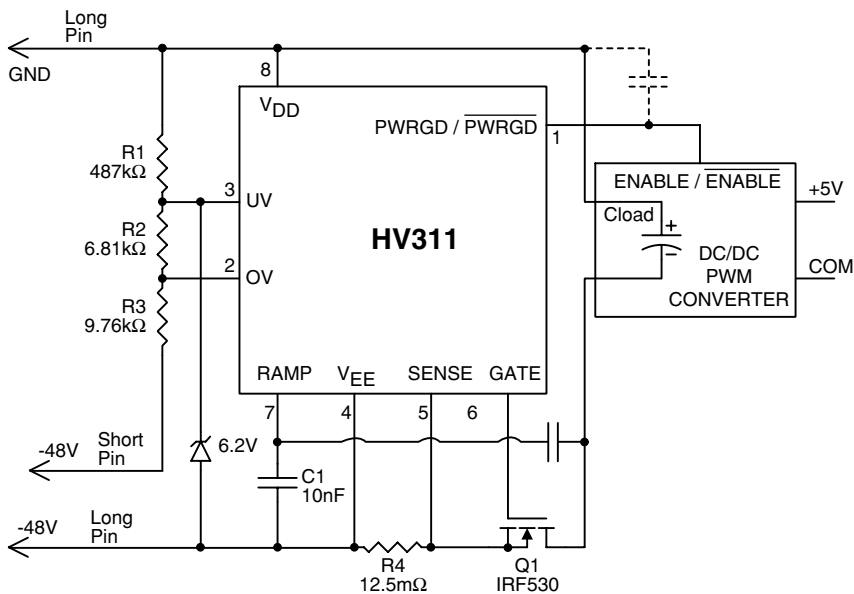 Long
Pin
GND
8
VDD
PWRGD / PWRGD
1
R1
487kΩ
ENABLE / ENABLE
+5V
3
UV
Cload
+
R2
6.81kΩ
HV311
−
DC/DC
PWM
CONVERTER
2
OV
COM
R3
9.76kΩ
RAMP
VEE
SENSE
GATE
7
4
5
6
-48V
Short
Pin
6.2V
C1
10nF
-48V
Long
Pin
R4
12.5mΩ
Q1
IRF530